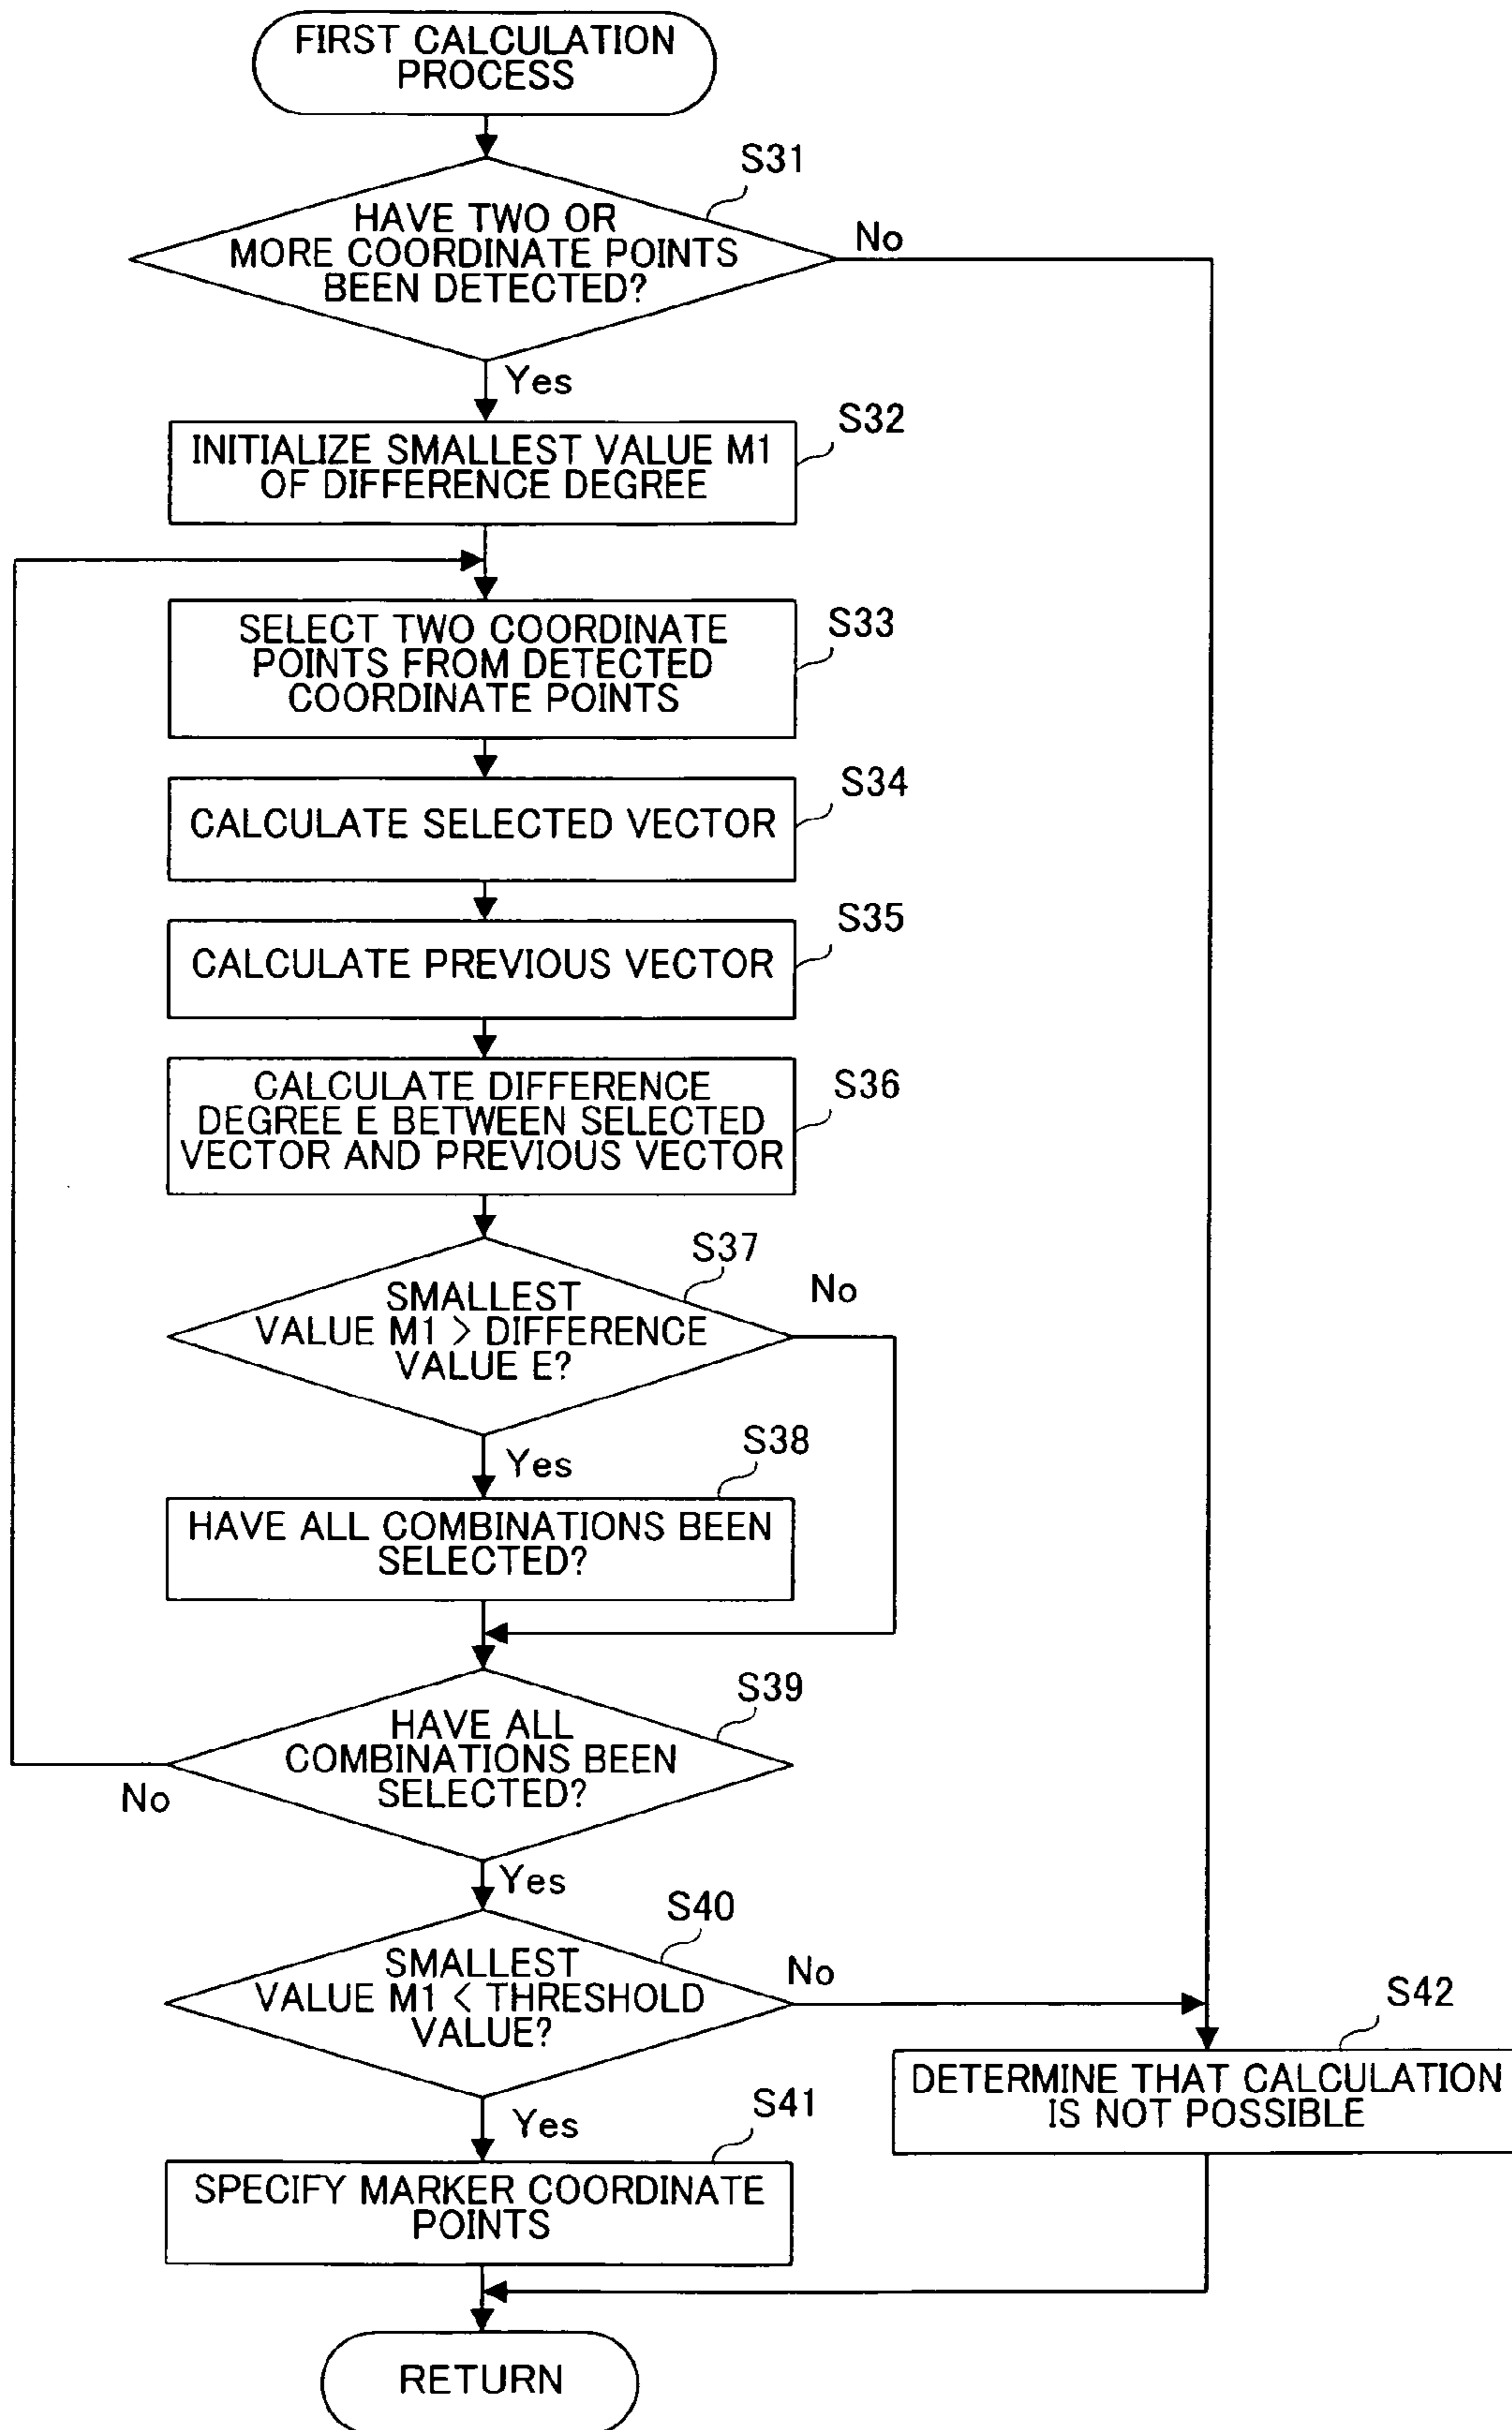 FIRST CALCULATION
PROCESS
S31
HAVE TWO OR
MORE COORDINATE POINTS
BEEN DETECTED?
No
Yes
S32
INITIALIZE SMALLEST VALUE M1
OF DIFFERENCE DEGREE
S33
SELECT TWO COORDINATE
POINTS FROM DETECTED
COORDINATE POINTS
S34
CALCULATE SELECTED VECTOR
S35
CALCULATE PREVIOUS VECTOR
S36
CALCULATE DIFFERENCE
DEGREE E BETWEEN SELECTED
VECTOR AND PREVIOUS VECTOR
S37
SMALLEST
VALUE M1 > DIFFERENCE
VALUE E?
No
Yes
S38
HAVE ALL COMBINATIONS BEEN
SELECTED?
S39
HAVE ALL
COMBINATIONS BEEN
SELECTED?
No
Yes
S40
SMALLEST
VALUE M1 < THRESHOLD
VALUE?
No
S42
DETERMINE THAT CALCULATION
IS NOT POSSIBLE
Yes
S41
SPECIFY MARKER COORDINATE
POINTS
RETURN